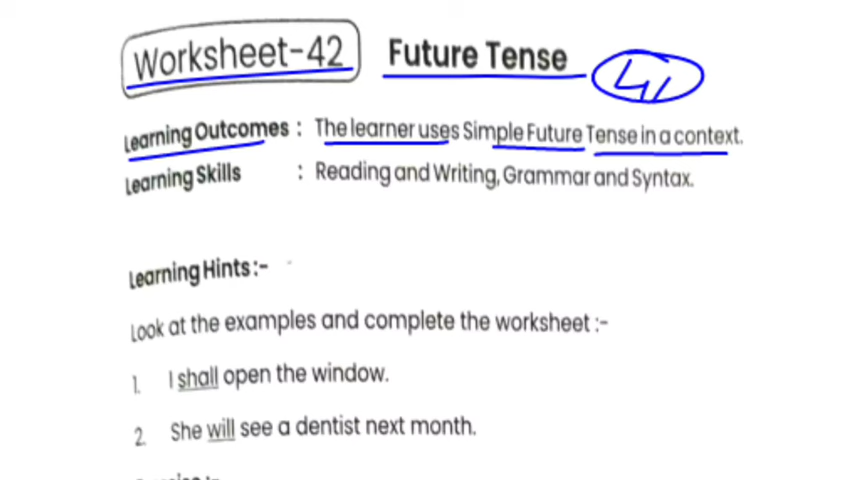 Worksheet-42 Future Tense
Learning Outcomes : The learner uses Simple Future Tense in a context.
Learning Skills : Reading and Writing, Grammar and Syntax.
Learning Hints :-
Look at the examples and complete the worksheet :-
1. I shall open the window.
2. She will see a dentist next month.